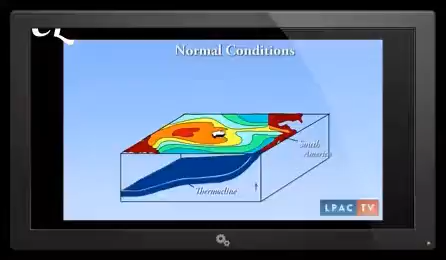 Normal Conditions
South
America
Thermocline
LPAC TV